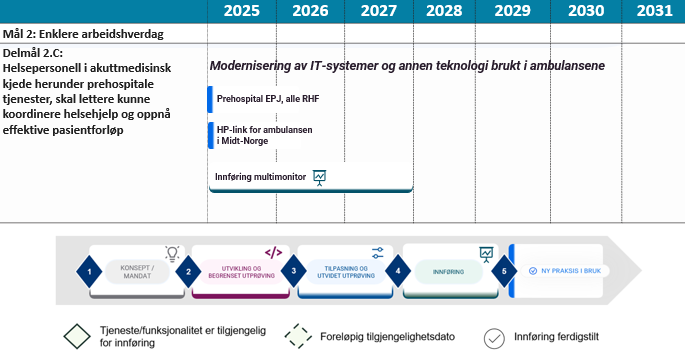 2025 2026 2027 2028 2029 2030 2031
Mål 2: Enklere arbeidshverdag
Delmål 2.C:
Helsepersonell i akuttmedisinsk
kjede herunder prehospitale
tjenester, skal lettere kunne
koordinere helsehjelp og oppnå
effektive pasientforløp
Modernisering av IT-systemer og annen teknologi brukt i ambulansene
Prehospital EPJ, alle RHF
HP-link for ambulansen
i Midt-Norge
Innføring multimonitor
1
KONSEPT /
MANDAT
2
</>
UTVIKLING OG
BEGRENSET UTPRØVING
3
TILPASNING OG
UTVIDET UTPRØVING
4
INNFØRING
5
NY PRAKSIS I BRUK
Tjeneste/funksjonalitet er tilgjengelig
for innføring
Foreløpig tilgjengelighetsdato
Innføring ferdigstilt